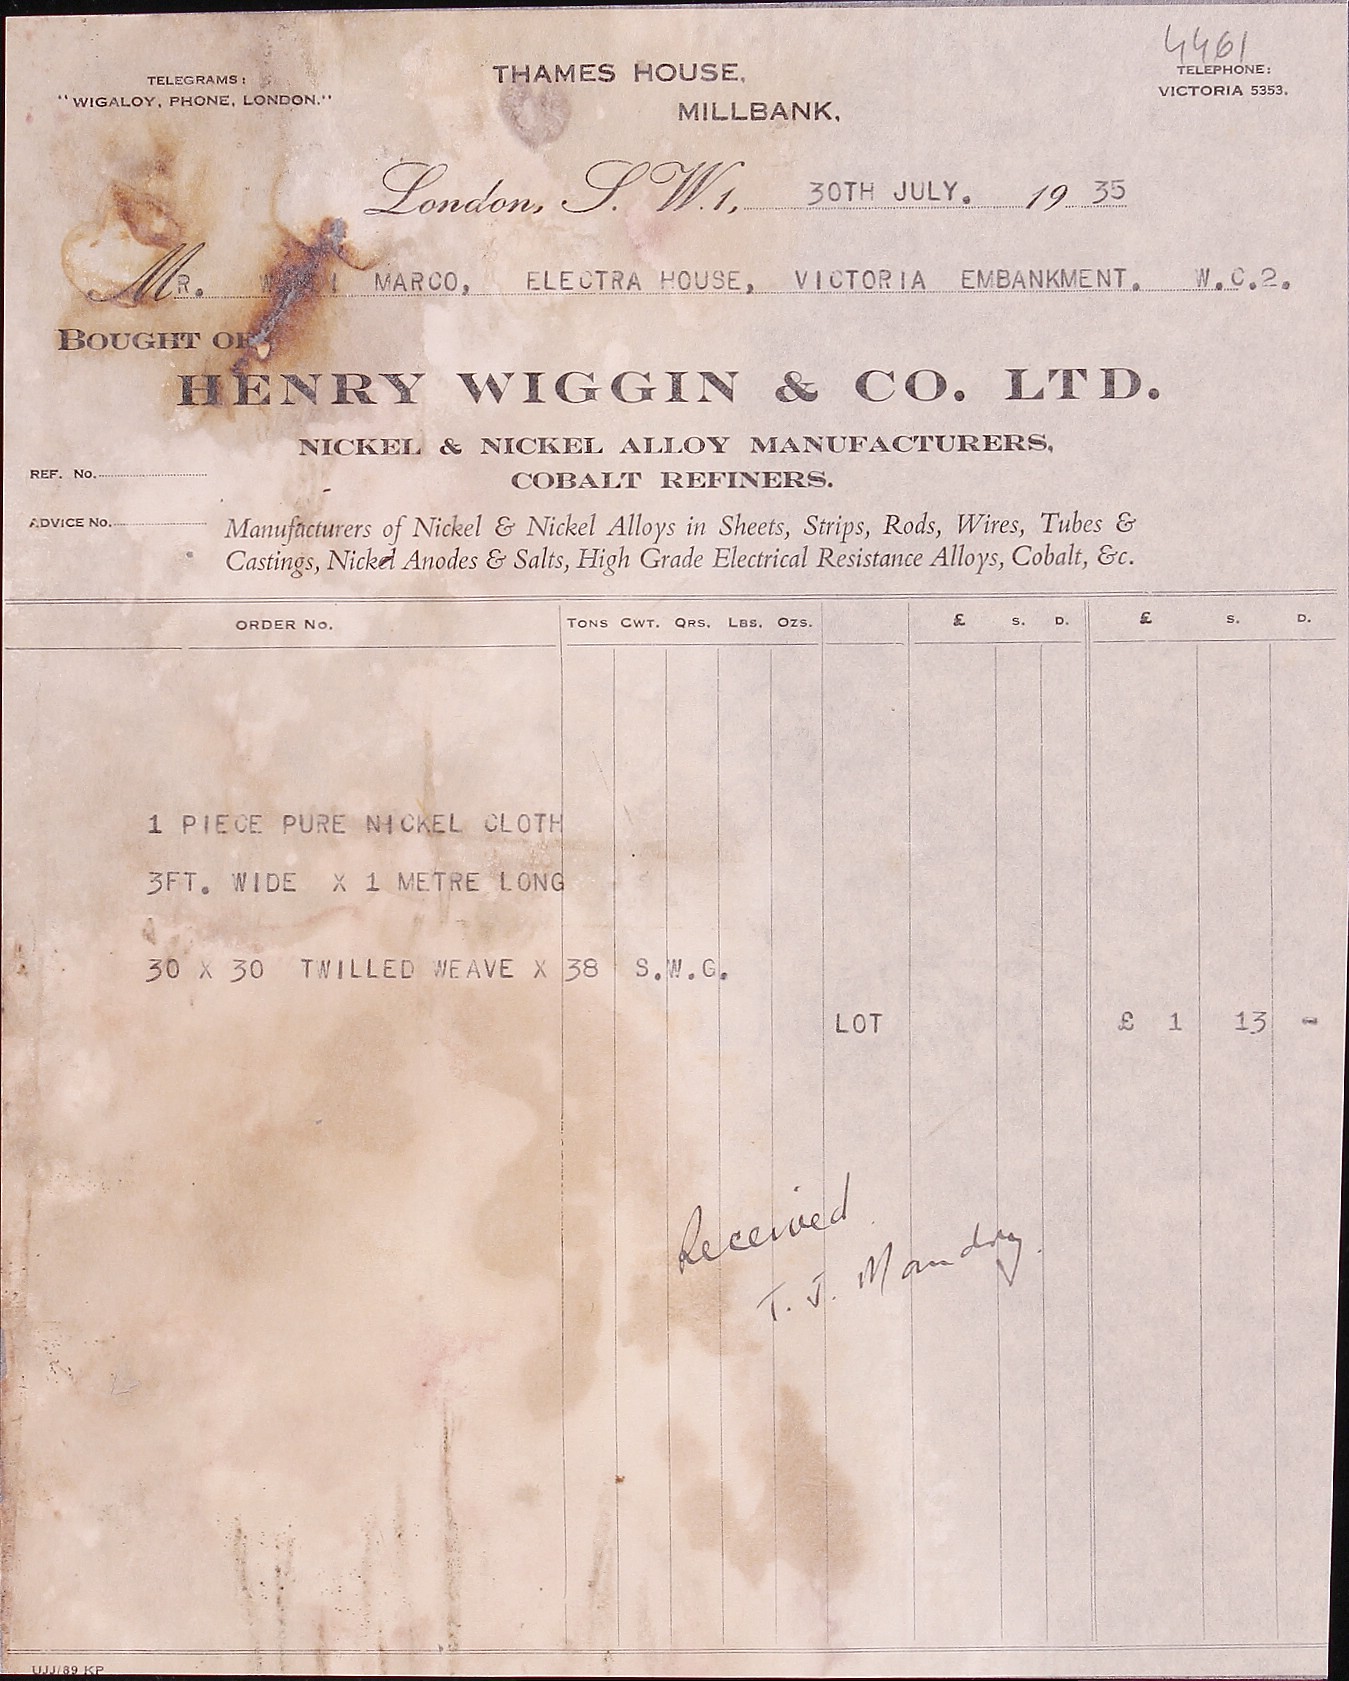 4461
TELEGRAMS:
"WIGALOY, PHONE, LONDON."
THAMES HOUSE,
MILLBANK,
TELEPHONE:
VICTORIA 5353.
London, S.W.1, 30TH JULY. 19 35
MR. MARCO, ELECTRA HOUSE, VICTORIA EMBANKMENT. W.C.2.
BOUGHT OF
HENRY WIGGIN & CO. LTD.
NICKEL & NICKEL ALLOY MANUFACTURERS,
COBALT REFINERS.
REF. No.
ADVICE No.
Manufacturers of Nickel & Nickel Alloys in Sheets, Strips, Rods, Wires, Tubes &
Castings, Nickel Anodes & Salts, High Grade Electrical Resistance Alloys, Cobalt, &c.
ORDER No. TONS CWT. QRS. LBS. OZS. £ S. D. £ S. D.
1 PIECE PURE NICKEL CLOTH
3FT. WIDE X 1 METRE LONG
30 X 30 TWILLED WEAVE X 38 S.W.G.
LOT £ 1 13 -
Received
T. J.
UJJ/89 KP